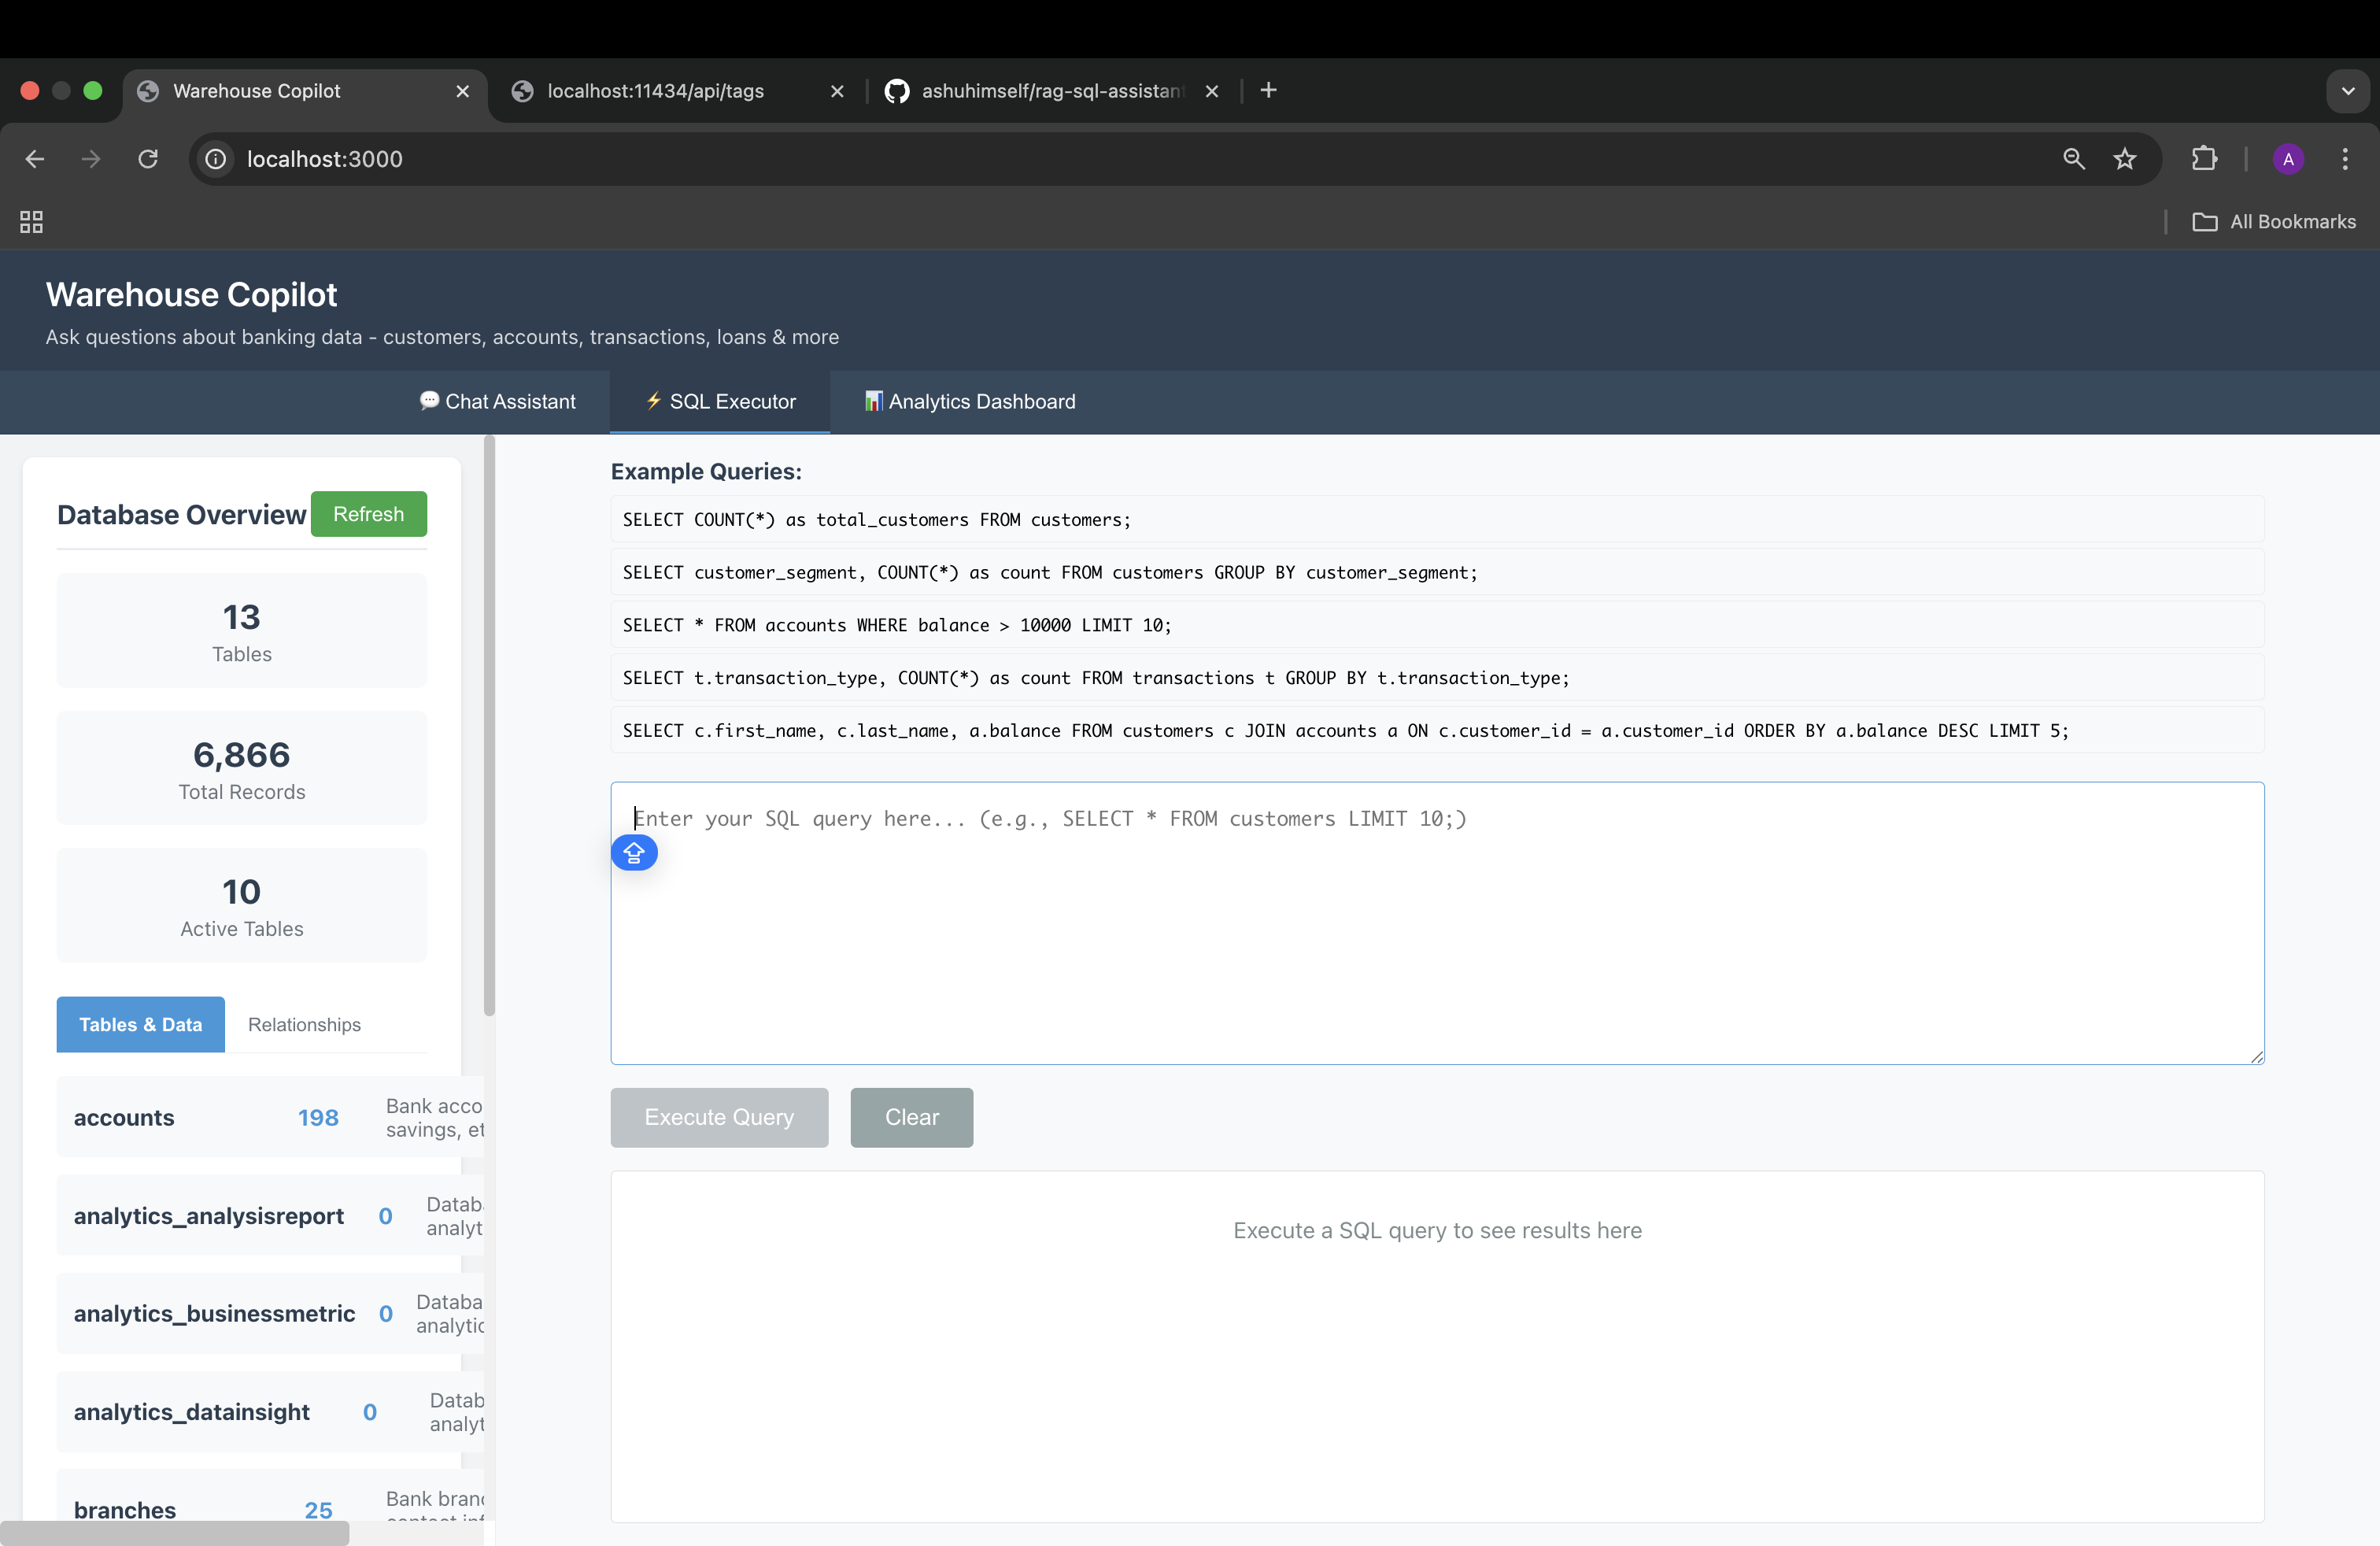 Warehouse Copilot
localhost:11434/api/tags
ashuhimself/rag-sql-assistan
localhost:3000
A
All Bookmarks
Warehouse Copilot
Ask questions about banking data - customers, accounts, transactions, loans & more
💬 Chat Assistant
⚡ SQL Executor
📊 Analytics Dashboard
Database Overview
Refresh
13
Tables
6,866
Total Records
10
Active Tables
Tables & Data
Relationships
accounts
198
Bank acco
savings, et
analytics_analysisreport
0
Datab
analyt
analytics_businessmetric
0
Databa
analytic
analytics_datainsight
0
Datab
analyt
branches
25
Bank bran
Example Queries:
SELECT COUNT(*) as total_customers FROM customers;
SELECT customer_segment, COUNT(*) as count FROM customers GROUP BY customer_segment;
SELECT * FROM accounts WHERE balance > 10000 LIMIT 10;
SELECT t.transaction_type, COUNT(*) as count FROM transactions t GROUP BY t.transaction_type;
SELECT c.first_name, c.last_name, a.balance FROM customers c JOIN accounts a ON c.customer_id = a.customer_id ORDER BY a.balance DESC LIMIT 5;
Enter your SQL query here... (e.g., SELECT * FROM customers LIMIT 10;)
Execute Query
Clear
Execute a SQL query to see results here